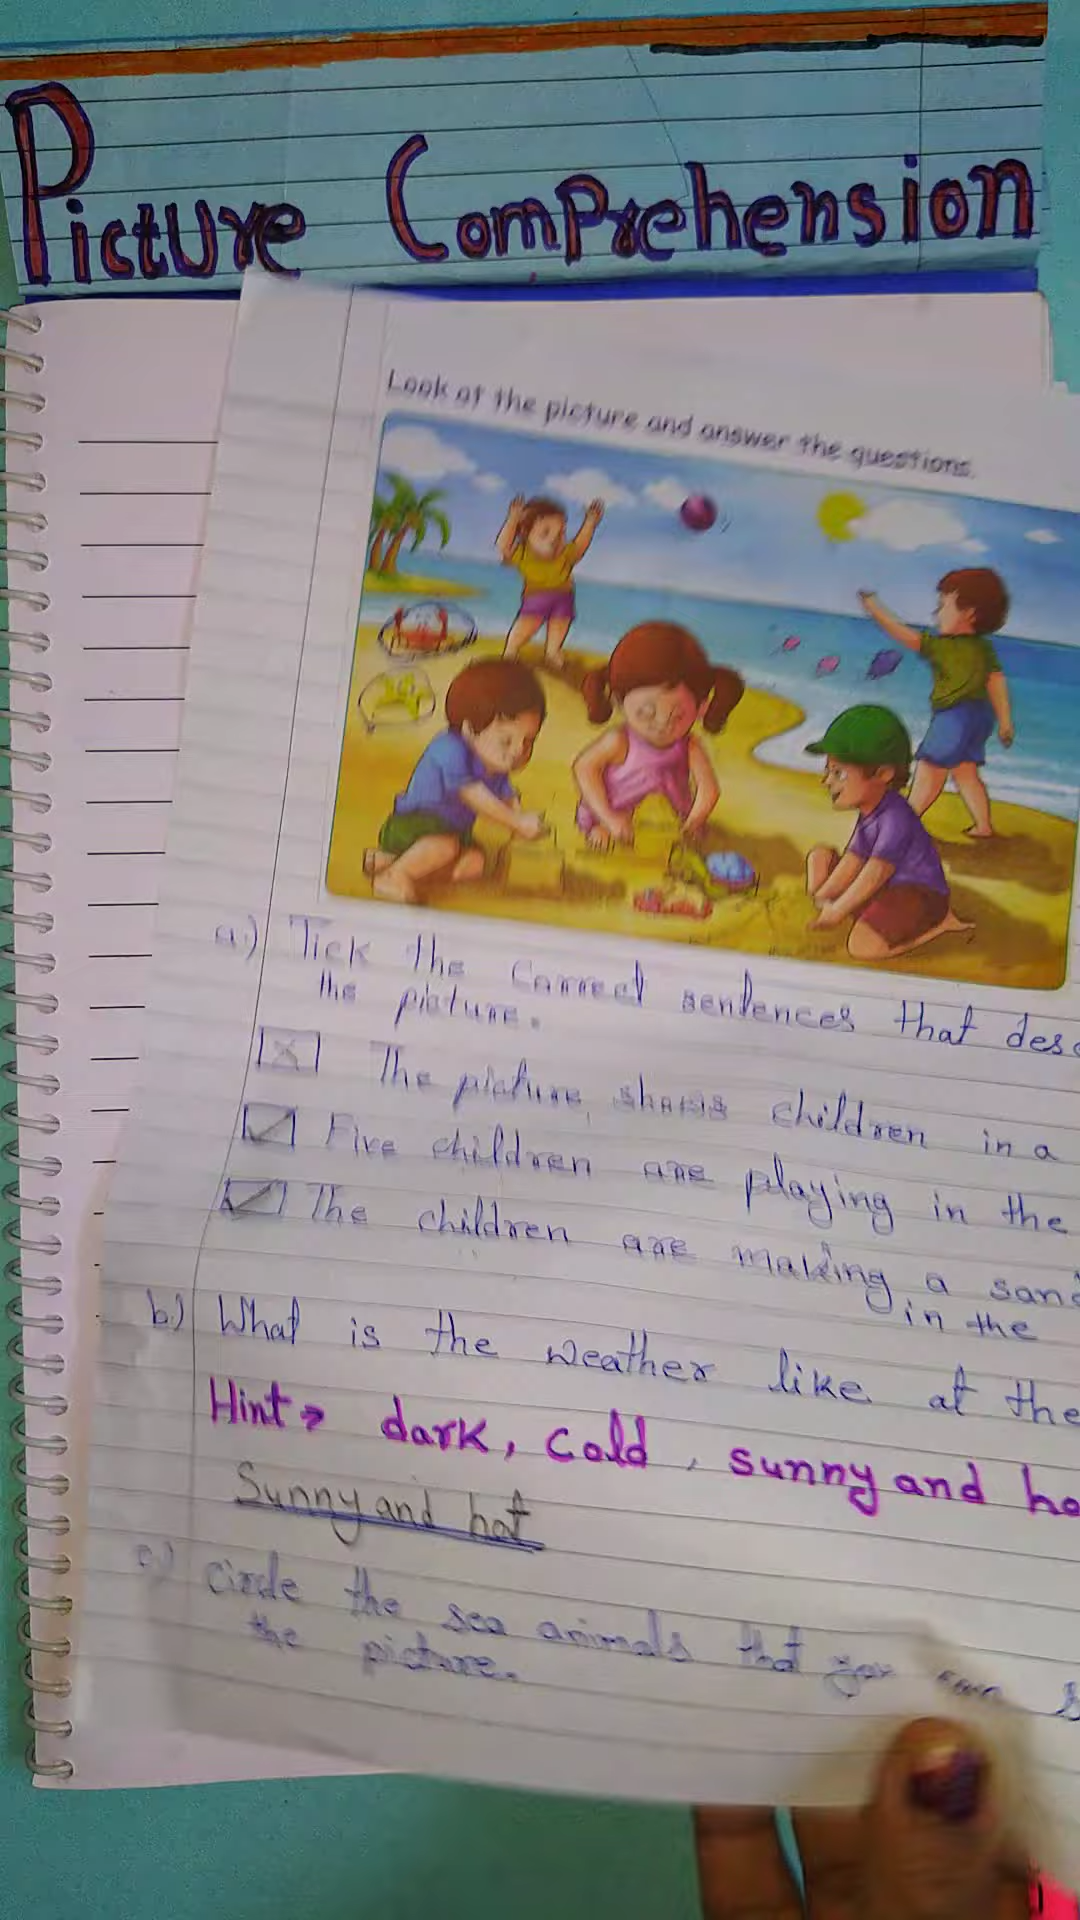 Picture Comprehension
Look at the picture and answer the questions.
a.) Tick the Correct sentences that des
the picture.
The picture shows children in a
Five children are playing in the
The children are making a sand
in the
b.) What is the weather like at the
Hint → dark, Cold, sunny and ho
Sunny and hot
c.) Circle the sea animals that you can
the picture.